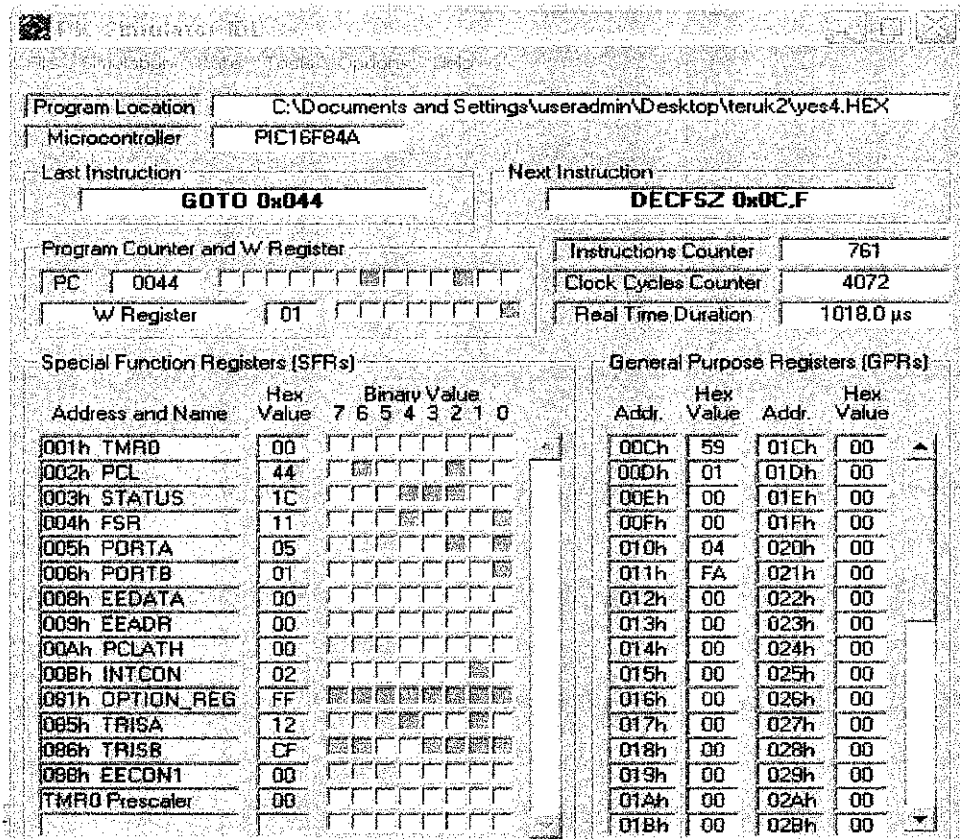 PIC Simulator IDE
Program Location C:\Documents and Settings\useradmin\Desktop\teruk2\yes4.HEX
Microcontroller PIC16F84A
Last Instruction Next Instruction
GOTO 0x044 DECFSZ 0x0C,F
Program Counter and W Register Instructions Counter 761
PC 0044 Clock Cycles Counter 4072
W Register 01 Real Time Duration 1018.0 µs
Special Function Registers (SFRs) General Purpose Registers (GPRs)
Hex Binary Value Hex Hex
Address and Name Value 7 6 5 4 3 2 1 0 Addr. Value Addr. Value
001h TMR0 00 00Ch 59 01Ch 00
002h PCL 44 00Dh 01 01Dh 00
003h STATUS 1C 00Eh 00 01Eh 00
004h FSR 11 00Fh 00 01Fh 00
005h PORTA 05 010h 04 020h 00
006h PORTB 01 011h FA 021h 00
008h EEDATA 00 012h 00 022h 00
009h EEADR 00 013h 00 023h 00
00Ah PCLATH 00 014h 00 024h 00
00Bh INTCON 02 015h 00 025h 00
081h OPTION_REG FF 016h 00 026h 00
085h TRISA 12 017h 00 027h 00
086h TRISB CF 018h 00 028h 00
088h EECON1 00 019h 00 029h 00
TMR0 Prescaler 00 01Ah 00 02Ah 00
01Bh 00 02Bh 00